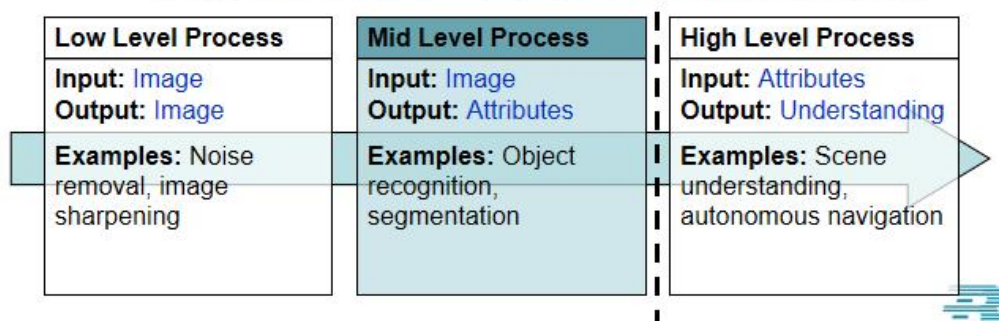 Low Level Process
Input: Image
Output: Image
Examples: Noise
removal, image
sharpening
Mid Level Process
Input: Image
Output: Attributes
Examples: Object
recognition,
segmentation
High Level Process
Input: Attributes
Output: Understanding
Examples: Scene
understanding,
autonomous navigation